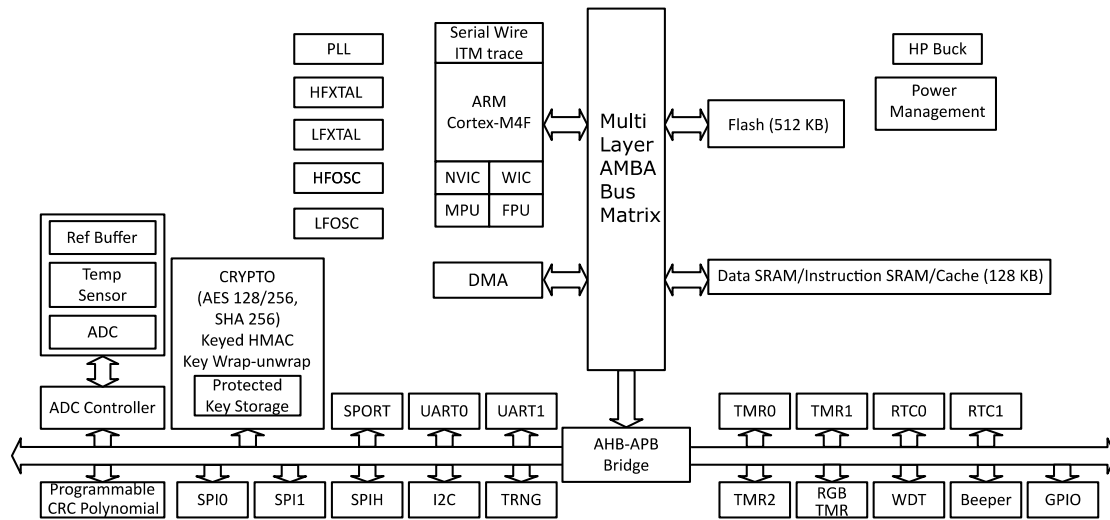 PLL
HFXTAL
LFXTAL
HFOSC
LFOSC
Serial Wire
ITM trace
ARM
Cortex-M4F
NVIC
WIC
MPU
FPU
DMA
Multi
Layer
AMBA
Bus
Matrix
Flash (512 KB)
HP Buck
Power
Management
Data SRAM/Instruction SRAM/Cache (128 KB)
Ref Buffer
Temp
Sensor
ADC
ADC Controller
CRYPTO
(AES 128/256,
SHA 256)
Keyed HMAC
Key Wrap-unwrap
Protected
Key Storage
SPORT
UART0
UART1
TMR0
TMR1
RTC0
RTC1
AHB-APB
Bridge
Programmable
CRC Polynomial
SPI0
SPI1
SPIH
I2C
TRNG
TMR2
RGB
TMR
WDT
Beeper
GPIO